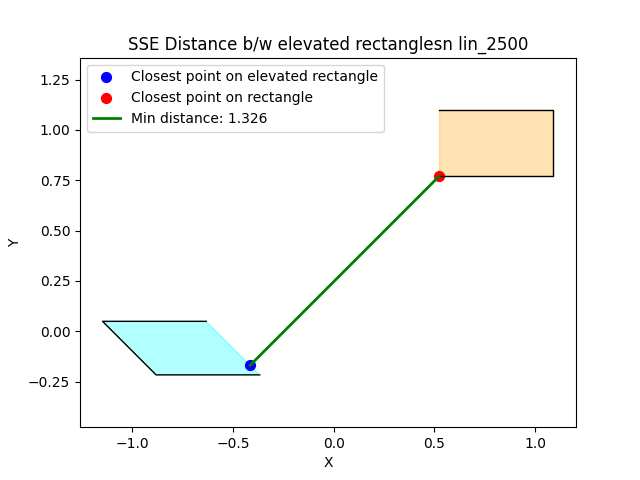 SSE Distance b/w elevated rectanglesn lin_2500
Closest point on elevated rectangle
Closest point on rectangle
Min distance: 1.326
1.25
1.00
0.75
0.50
0.25
0.00
−0.25
Y
−1.0
−0.5
0.0
0.5
1.0
X